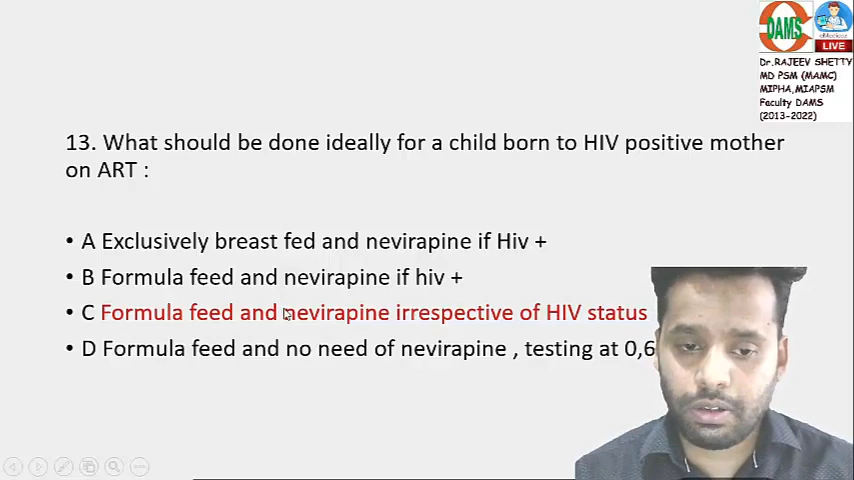 DAMS
eMedicoz
LIVE
Dr.RAJEEV SHETTY
MD PSM (MAMC)
MIPHA,MIAPSM
Faculty DAMS
(2013-2022)
13. What should be done ideally for a child born to HIV positive mother
on ART :
• A Exclusively breast fed and nevirapine if Hiv +
• B Formula feed and nevirapine if hiv +
• C Formula feed and nevirapine irrespective of HIV status
• D Formula feed and no need of nevirapine , testing at 0,6